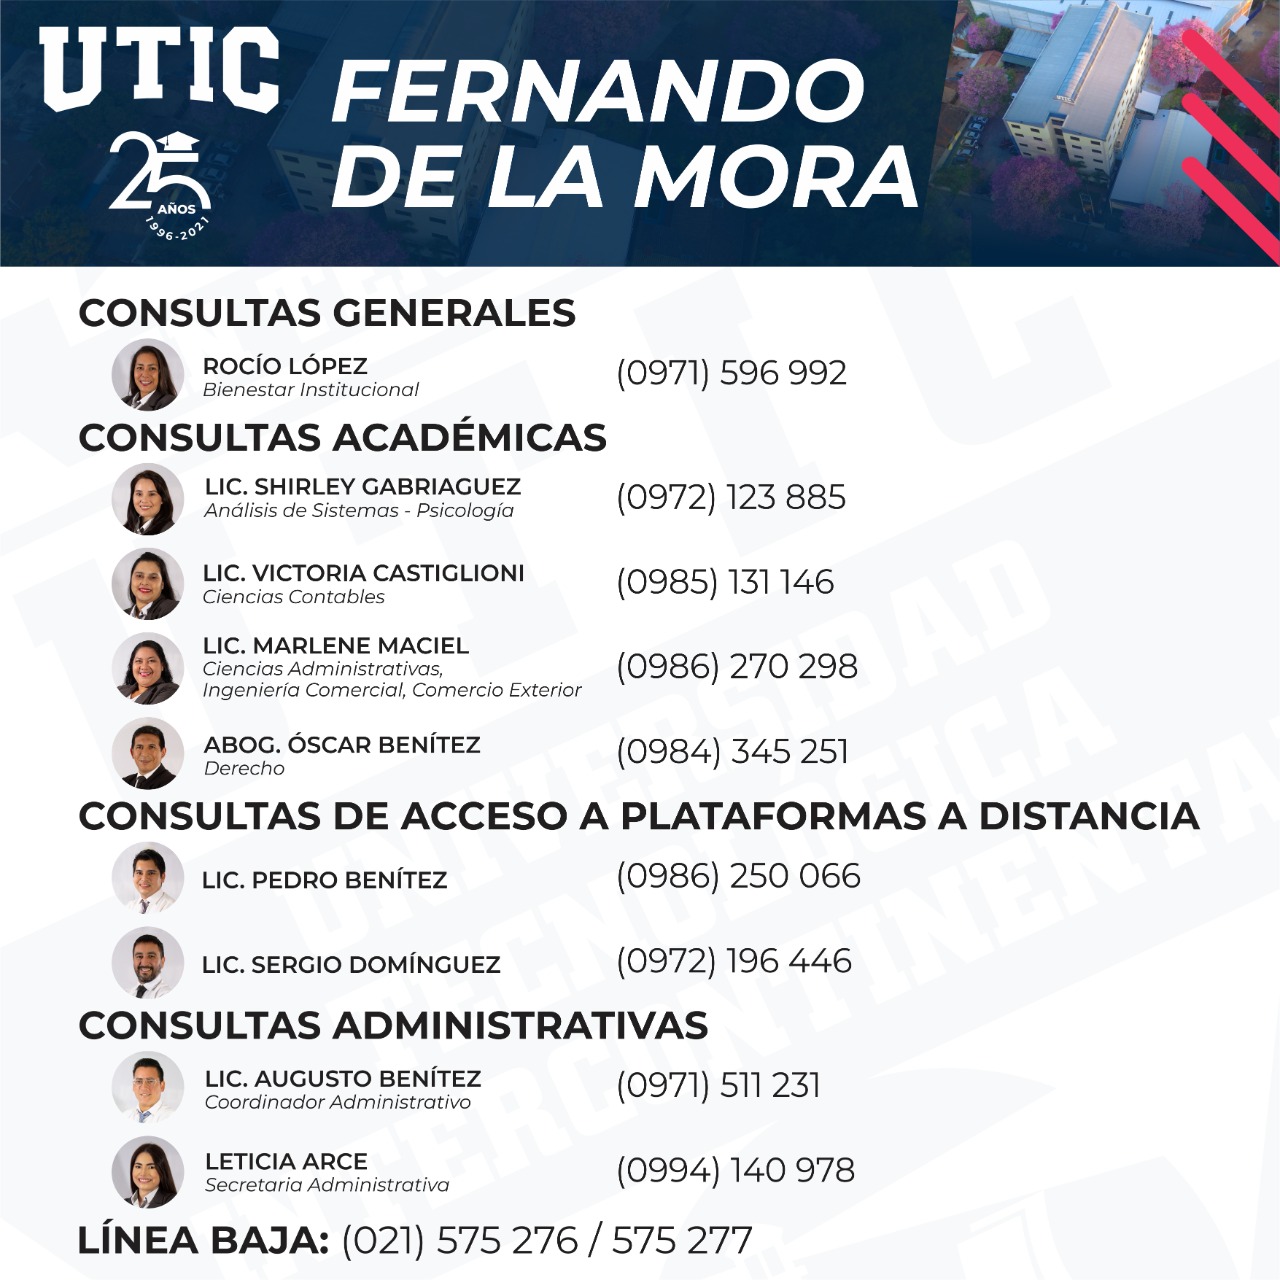 UTIC
25
AÑOS
1996-2021
FERNANDO
DE LA MORA
CONSULTAS GENERALES
ROCÍO LÓPEZ
Bienestar Institucional
(0971) 596 992
CONSULTAS ACADÉMICAS
LIC. SHIRLEY GABRIAGUEZ
Análisis de Sistemas - Psicología
(0972) 123 885
LIC. VICTORIA CASTIGLIONI
Ciencias Contables
(0985) 131 146
LIC. MARLENE MACIEL
Ciencias Administrativas,
Ingeniería Comercial, Comercio Exterior
(0986) 270 298
ABOG. ÓSCAR BENÍTEZ
Derecho
(0984) 345 251
CONSULTAS DE ACCESO A PLATAFORMAS A DISTANCIA
LIC. PEDRO BENÍTEZ
(0986) 250 066
LIC. SERGIO DOMÍNGUEZ
(0972) 196 446
CONSULTAS ADMINISTRATIVAS
LIC. AUGUSTO BENÍTEZ
Coordinador Administrativo
(0971) 511 231
LETICIA ARCE
Secretaria Administrativa
(0994) 140 978
LÍNEA BAJA: (021) 575 276 / 575 277
UTIC
UNIVERSIDAD
TECNOLÓGICA
INTERCONTINENTA